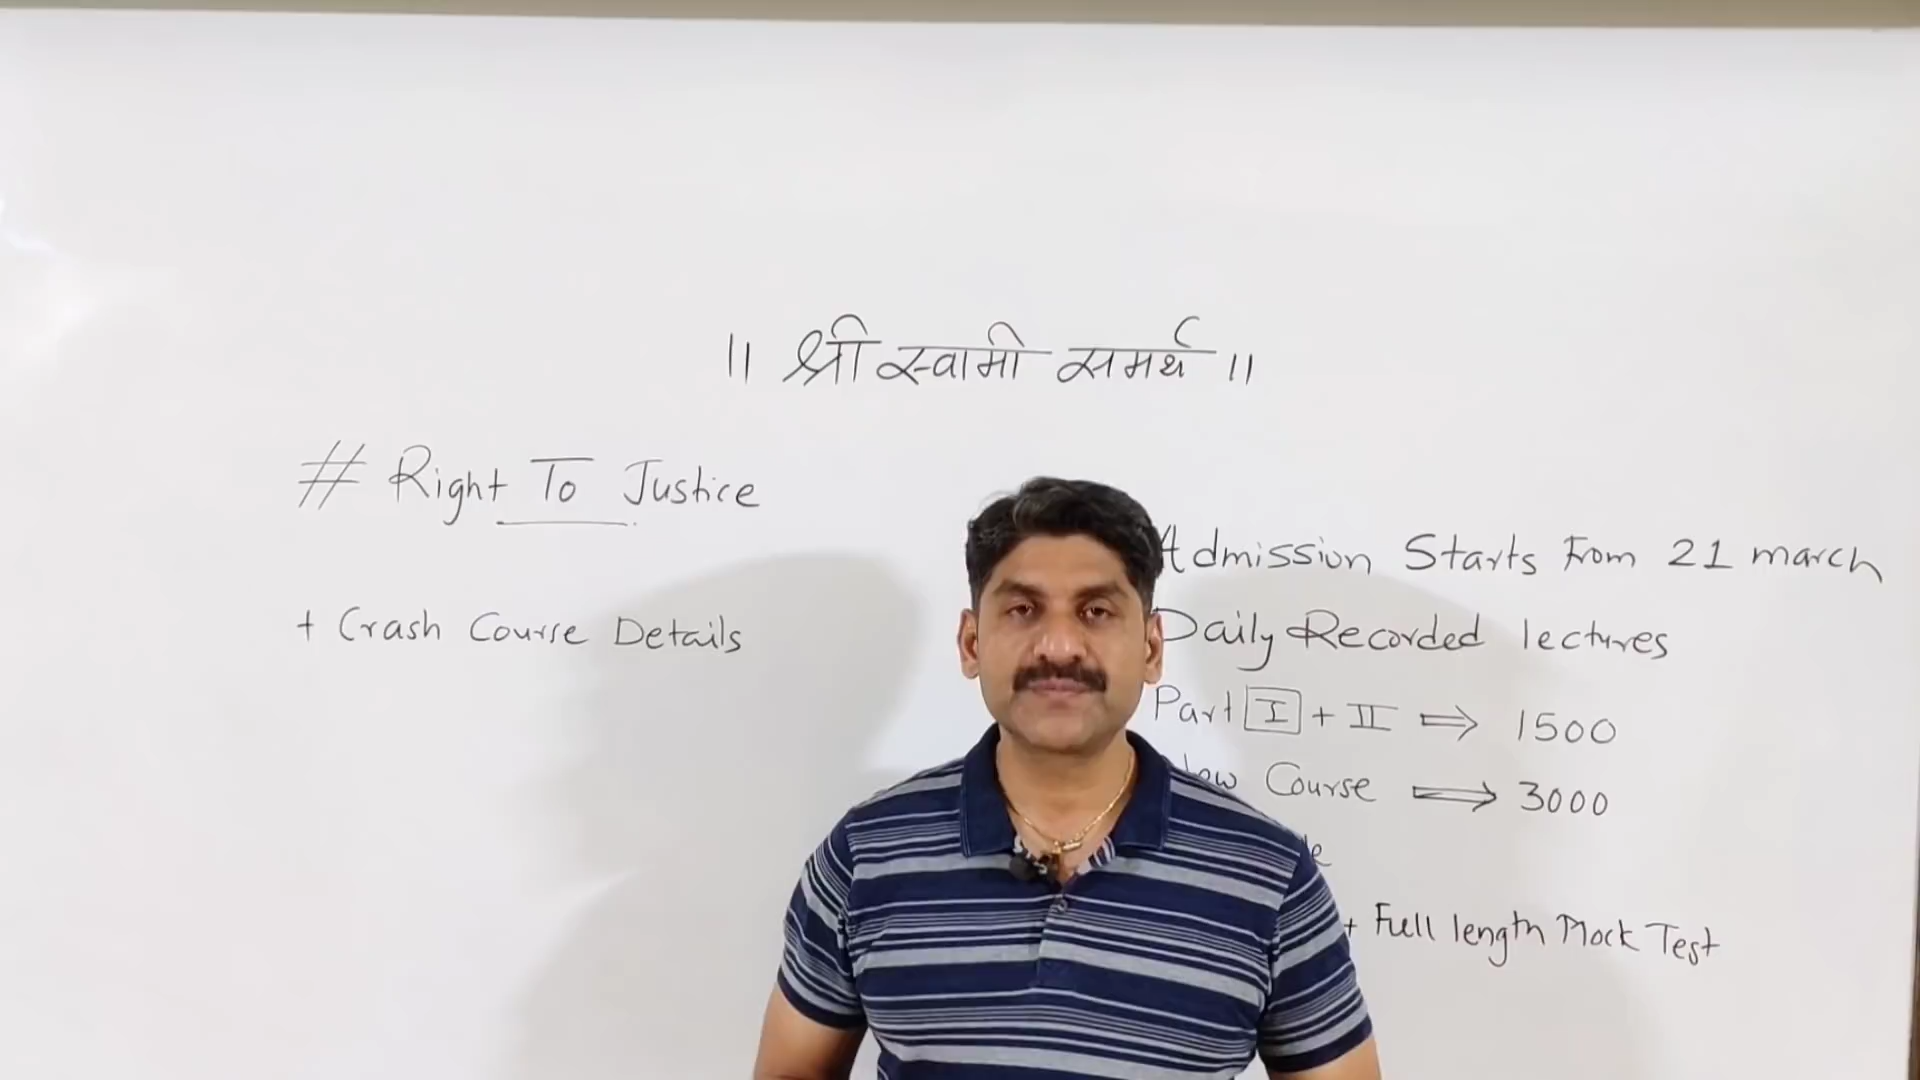 ॥ श्री स्वामी समर्थ ॥
# Right To Justice
+ Crash Course Details
Admission Starts From 21 march
Daily Recorded lectures
Part I + II ⇒ 1500
Course ⇒ 3000
+ Full length Mock Test